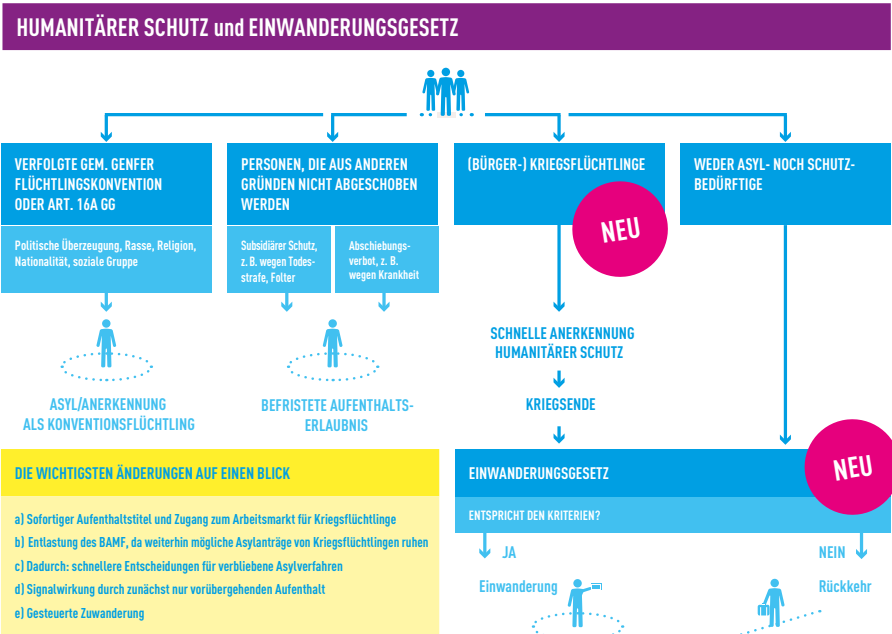 HUMANITÄRER SCHUTZ und EINWANDERUNGSGESETZ
VERFOLGTE GEM. GENFER
FLÜCHTLINGSKONVENTION
ODER ART. 16A GG
Politische Überzeugung, Rasse, Religion,
Nationalität, soziale Gruppe
ASYL/ANERKENNUNG
ALS KONVENTIONSFLÜCHTLING
PERSONEN, DIE AUS ANDEREN
GRÜNDEN NICHT ABGESCHOBEN
WERDEN
Subsidiärer Schutz,
z. B. wegen Todes-
strafe, Folter
Abschiebungs-
verbot, z. B.
wegen Krankheit
BEFRISTETE AUFENTHALTS-
ERLAUBNIS
(BÜRGER-) KRIEGSFLÜCHTLINGE
NEU
SCHNELLE ANERKENNUNG
HUMANITÄRER SCHUTZ
KRIEGSENDE
WEDER ASYL- NOCH SCHUTZ-
BEDÜRFTIGE
DIE WICHTIGSTEN ÄNDERUNGEN AUF EINEN BLICK
a) Sofortiger Aufenthaltstitel und Zugang zum Arbeitsmarkt für Kriegsflüchtlinge
b) Entlastung des BAMF, da weiterhin mögliche Asylanträge von Kriegsflüchtlingen ruhen
c) Dadurch: schnellere Entscheidungen für verbliebene Asylverfahren
d) Signalwirkung durch zunächst nur vorübergehenden Aufenthalt
e) Gesteuerte Zuwanderung
EINWANDERUNGSGESETZ
NEU
ENTSPRICHT DEN KRITERIEN?
JA
Einwanderung
NEIN
Rückkehr